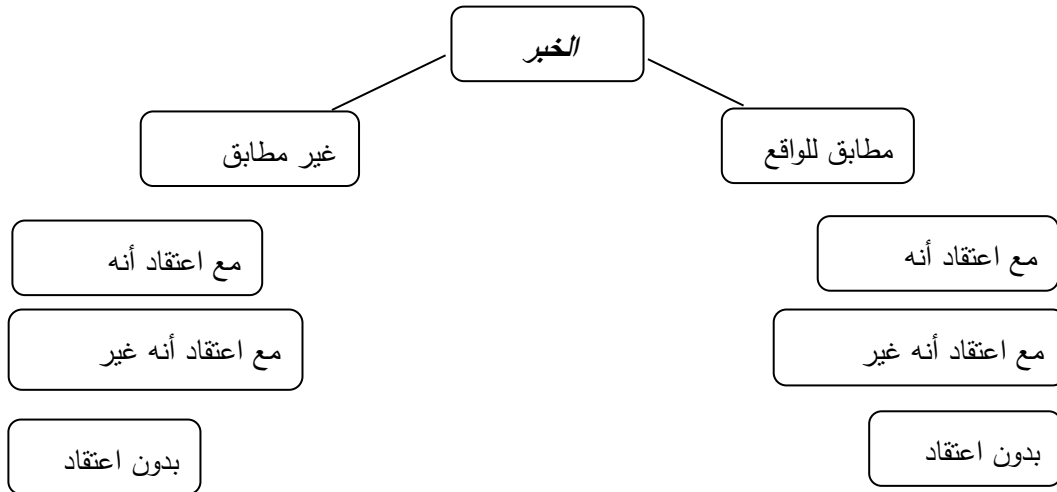 الخبر
مطابق للواقع
غير مطابق
مع اعتقاد أنه
مع اعتقاد أنه
مع اعتقاد أنه غير
مع اعتقاد أنه غير
بدون اعتقاد
بدون اعتقاد